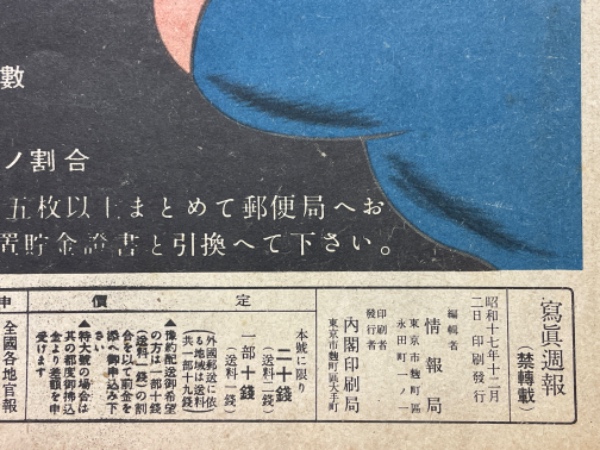 數
ノ割合
五枚以上まとめて郵便局へお
置貯金證書と引換へて下さい。
寫眞週報
(禁轉載)
昭和十七年十二月
二日 印刷發行
編輯者
東京市麹町區
永田町一ノ一
情報局
印刷者
發行者
內閣印刷局
東京市麹町區大手町
定
價
本號に限り
二十錢
(送料二錢)
一部十錢
(送料一錢)
外國郵送に依
る地域は送料
共一部十九錢
▲豫約配送御希望
の方は一部十錢
(送料一錢)の割
合を以て前金を
添へ御申込み下
さい
▲特大號の場合は
其の都度御拂込
金より差額を申
受けます
申
全國各地官報